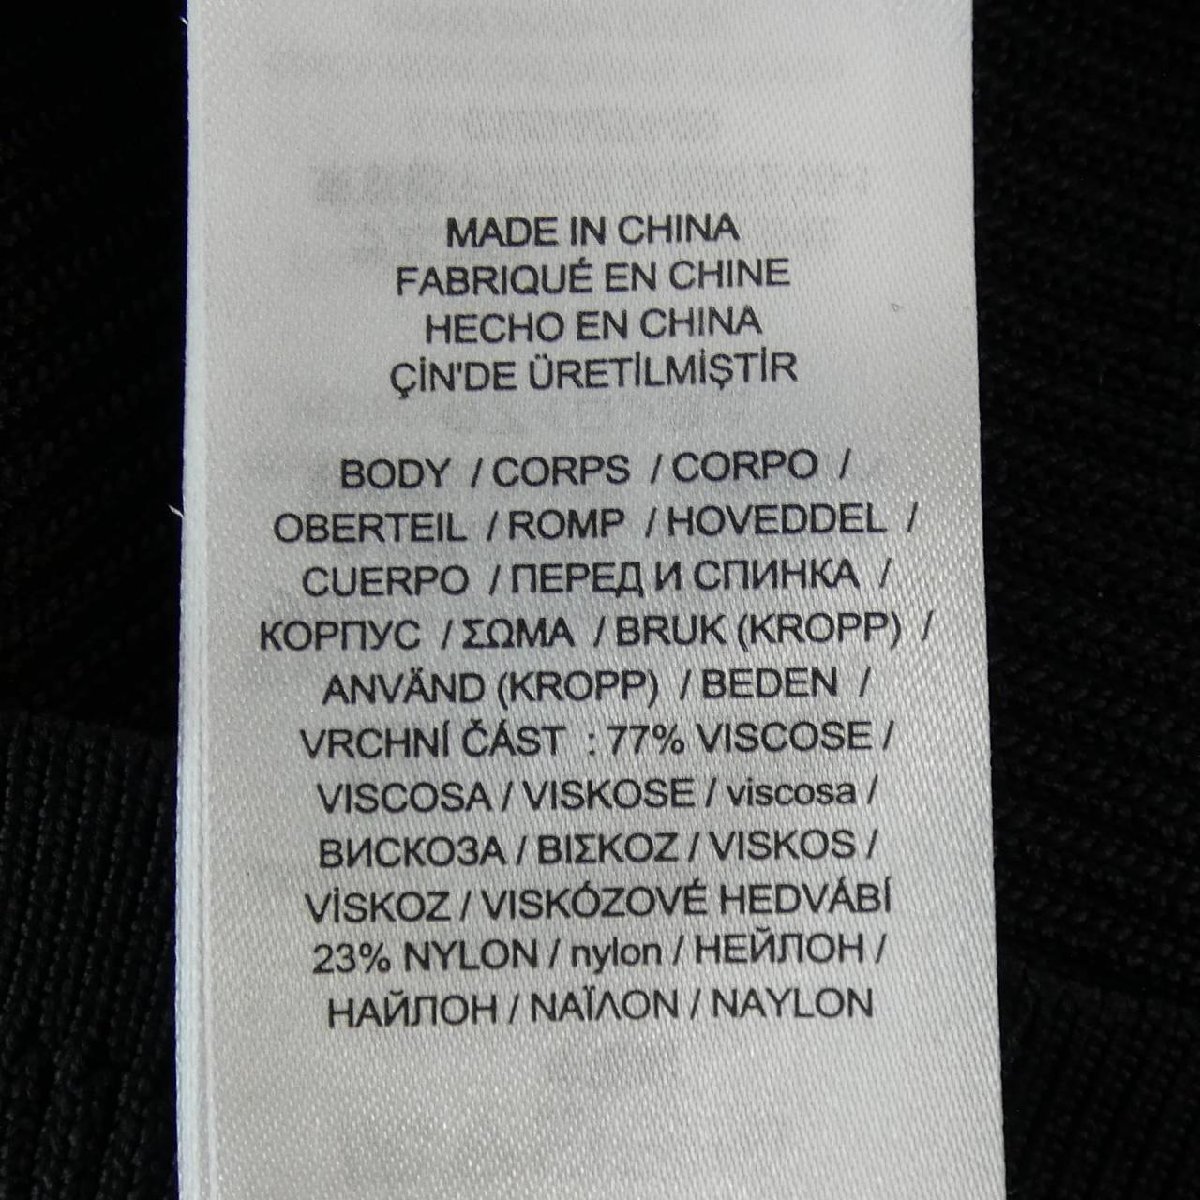 MADE IN CHINA
FABRIQUÉ EN CHINE
HECHO EN CHINA
ÇİN'DE ÜRETİLMİŞTİR
BODY / CORPS / CORPO /
OBERTEIL / ROMP / HOVEDDEL /
CUERPO / ПЕРЕД И СПИНКА /
КОРПУС / ΣΩΜΑ / BRUK (KROPP) /
ANVÄND (KROPP) / BEDEN /
VRCHNÍ ČÁST : 77% VISCOSE /
VISCOSA / VISKOSE / viscosa /
ВИСКОЗА / ΒΙΣΚΟΖ / VISKOS /
VİSKOZ / VISKÓZOVÉ HEDVÁBÍ
23% NYLON / nylon / НЕЙЛОН /
НАЙЛОН / ΝΑΪΛΟΝ / NAYLON